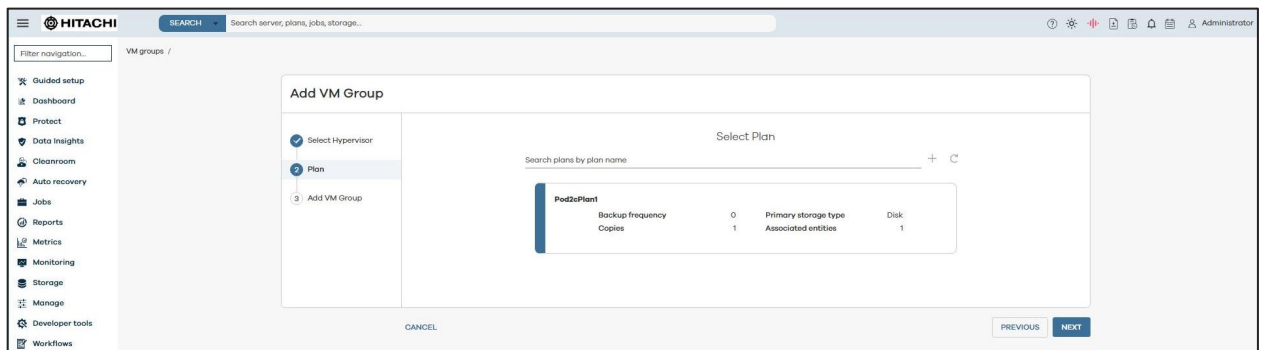 HITACHI
SEARCH
Search server, plans, jobs, storage...
Administrator
Filter navigation...
VM groups /
Guided setup
Dashboard
Protect
Data Insights
Cleanroom
Auto recovery
Jobs
Reports
Metrics
Monitoring
Storage
Manage
Developer tools
Workflows
Add VM Group
Select Hypervisor
2 Plan
3 Add VM Group
Select Plan
Search plans by plan name
Pod2cPlan1
Backup frequency 0 Primary storage type Disk
Copies 1 Associated entities 1
CANCEL
PREVIOUS NEXT